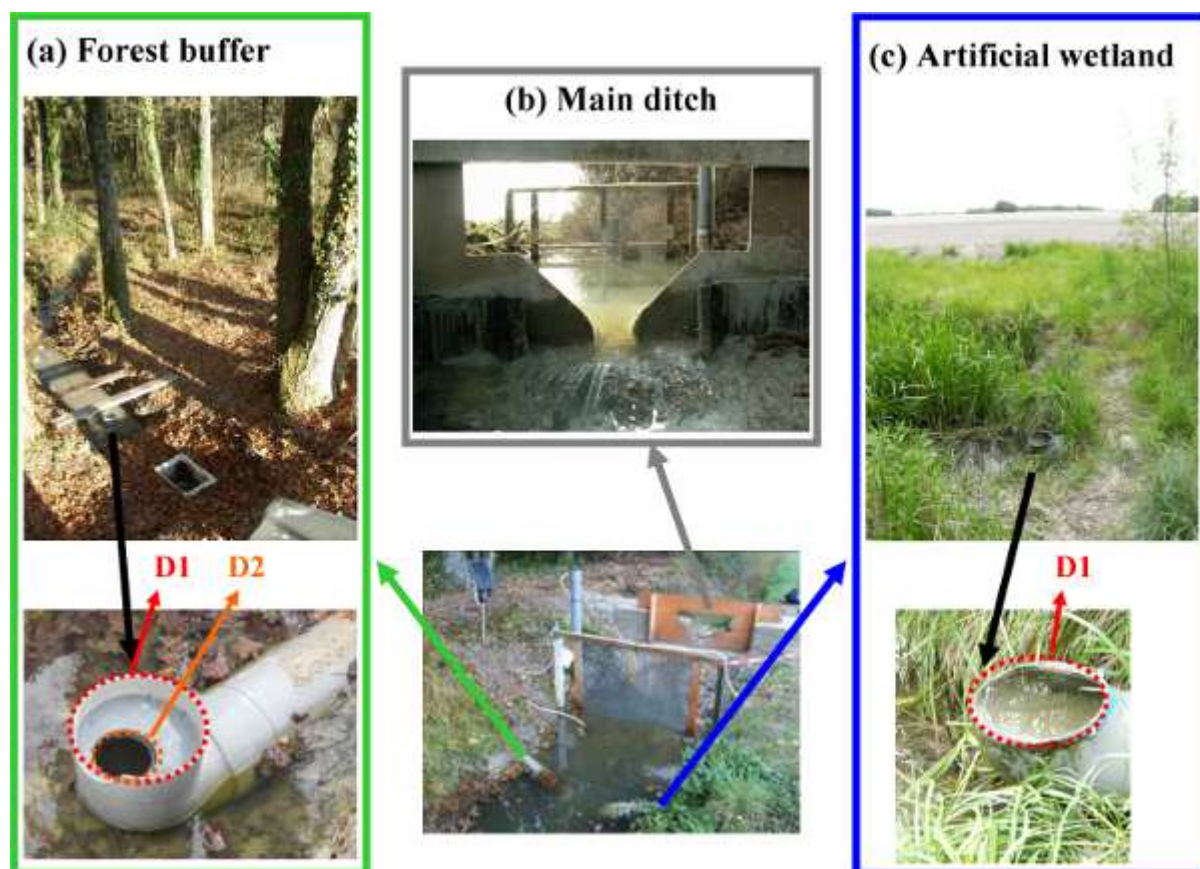 (a) Forest buffer
(b) Main ditch
(c) Artificial wetland
D1 D2
D1